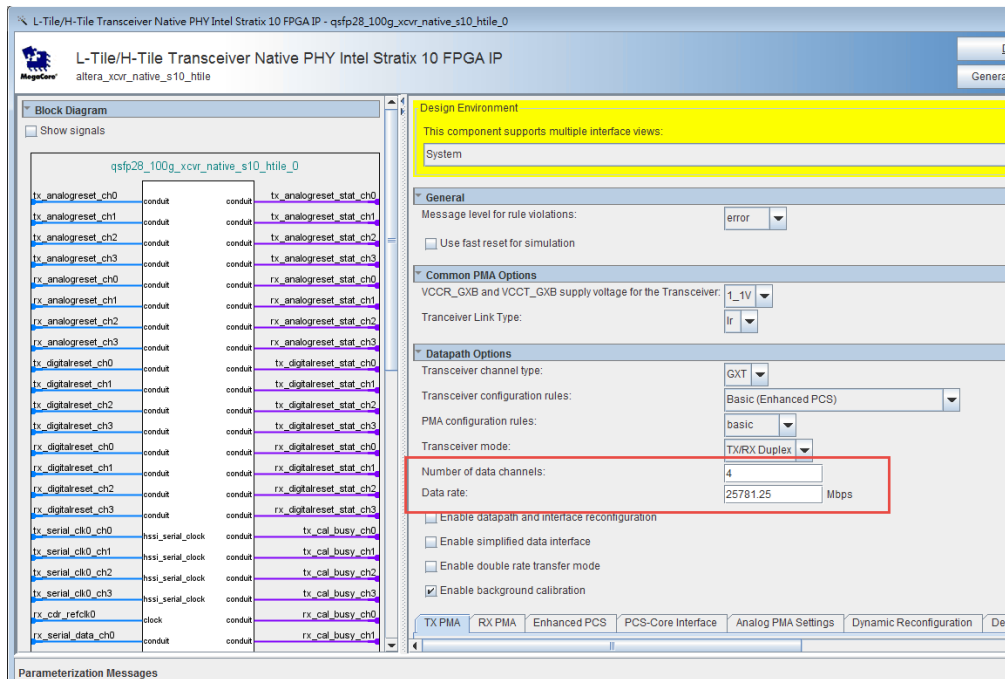 L-Tile/H-Tile Transceiver Native PHY Intel Stratix 10 FPGA IP - qsfp28_100g_xcvr_native_s10_htile_0
L-Tile/H-Tile Transceiver Native PHY Intel Stratix 10 FPGA IP
MegaCore
altera_xcvr_native_s10_htile
D
Genera
Block Diagram
Show signals
qsfp28_100g_xcvr_native_s10_htile_0
tx_analogreset_ch0 conduit conduit tx_analogreset_stat_ch0
tx_analogreset_ch1 conduit conduit tx_analogreset_stat_ch1
tx_analogreset_ch2 conduit conduit tx_analogreset_stat_ch2
tx_analogreset_ch3 conduit conduit tx_analogreset_stat_ch3
rx_analogreset_ch0 conduit conduit rx_analogreset_stat_ch0
rx_analogreset_ch1 conduit conduit rx_analogreset_stat_ch1
rx_analogreset_ch2 conduit conduit rx_analogreset_stat_ch2
rx_analogreset_ch3 conduit conduit rx_analogreset_stat_ch3
tx_digitalreset_ch0 conduit conduit tx_digitalreset_stat_ch0
tx_digitalreset_ch1 conduit conduit tx_digitalreset_stat_ch1
tx_digitalreset_ch2 conduit conduit tx_digitalreset_stat_ch2
tx_digitalreset_ch3 conduit conduit tx_digitalreset_stat_ch3
rx_digitalreset_ch0 conduit conduit rx_digitalreset_stat_ch0
rx_digitalreset_ch1 conduit conduit rx_digitalreset_stat_ch1
rx_digitalreset_ch2 conduit conduit rx_digitalreset_stat_ch2
rx_digitalreset_ch3 conduit conduit rx_digitalreset_stat_ch3
tx_serial_clk0_ch0 hssi_serial_clock conduit tx_cal_busy_ch0
tx_serial_clk0_ch1 hssi_serial_clock conduit tx_cal_busy_ch1
tx_serial_clk0_ch2 hssi_serial_clock conduit tx_cal_busy_ch2
tx_serial_clk0_ch3 hssi_serial_clock conduit tx_cal_busy_ch3
rx_cdr_refclk0 clock conduit rx_cal_busy_ch0
rx_serial_data_ch0 conduit conduit rx_cal_busy_ch1
Design Environment
This component supports multiple interface views:
System
General
Message level for rule violations: error
Use fast reset for simulation
Common PMA Options
VCCR_GXB and VCCT_GXB supply voltage for the Transceiver: 1_1V
Tranceiver Link Type: lr
Datapath Options
Transceiver channel type: GXT
Transceiver configuration rules: Basic (Enhanced PCS)
PMA configuration rules: basic
Transceiver mode: TX/RX Duplex
Number of data channels: 4
Data rate: 25781.25 Mbps
Enable datapath and interface reconfiguration
Enable simplified data interface
Enable double rate transfer mode
Enable background calibration
TX PMA RX PMA Enhanced PCS PCS-Core Interface Analog PMA Settings Dynamic Reconfiguration De
Parameterization Messages